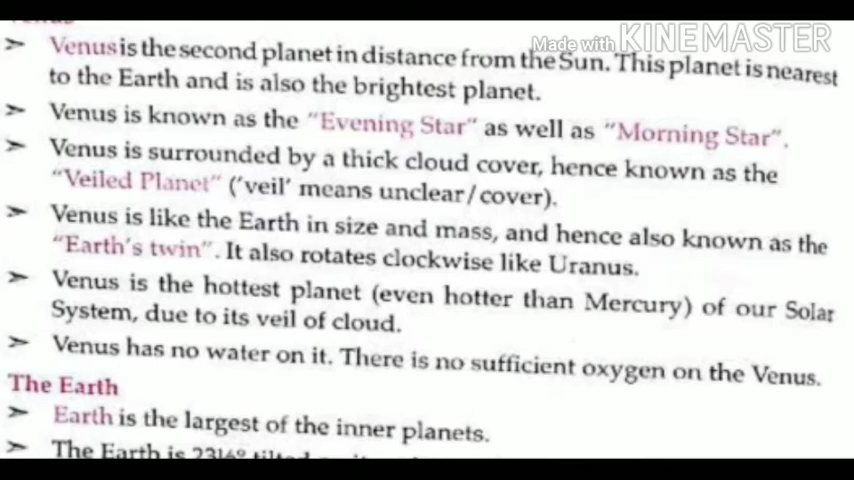 Made with KINEMASTER
➢ Venus is the second planet in distance from the Sun. This planet is nearest
to the Earth and is also the brightest planet.
➢ Venus is known as the "Evening Star" as well as "Morning Star".
➢ Venus is surrounded by a thick cloud cover, hence known as the
"Veiled Planet" ('veil' means unclear/cover).
➢ Venus is like the Earth in size and mass, and hence also known as the
"Earth's twin". It also rotates clockwise like Uranus.
➢ Venus is the hottest planet (even hotter than Mercury) of our Solar
System, due to its veil of cloud.
➢ Venus has no water on it. There is no sufficient oxygen on the Venus.
The Earth
➢ Earth is the largest of the inner planets.
➢ The Earth is 23½° tilted